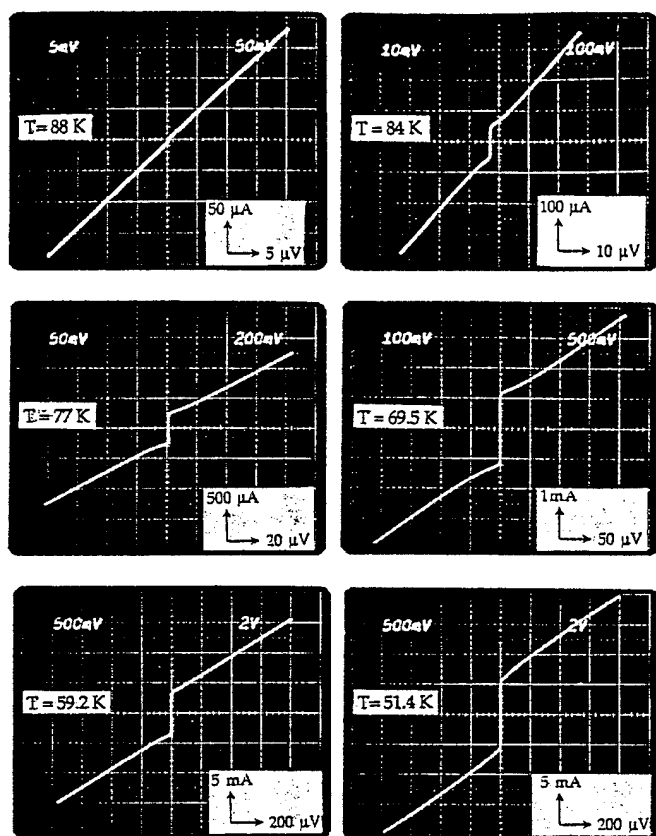 5mV 50mV
T= 88 K
50 µA
5 µV
10mV 100mV
T= 84 K
100 µA
10 µV
50mV 200mV
T=77 K
500 µA
20 µV
100mV 500mV
T= 69.5 K
1mA
50 µV
500mV 2V
T= 59.2 K
5 mA
200 µV
500mV 2V
T= 51.4 K
5 mA
200 µV